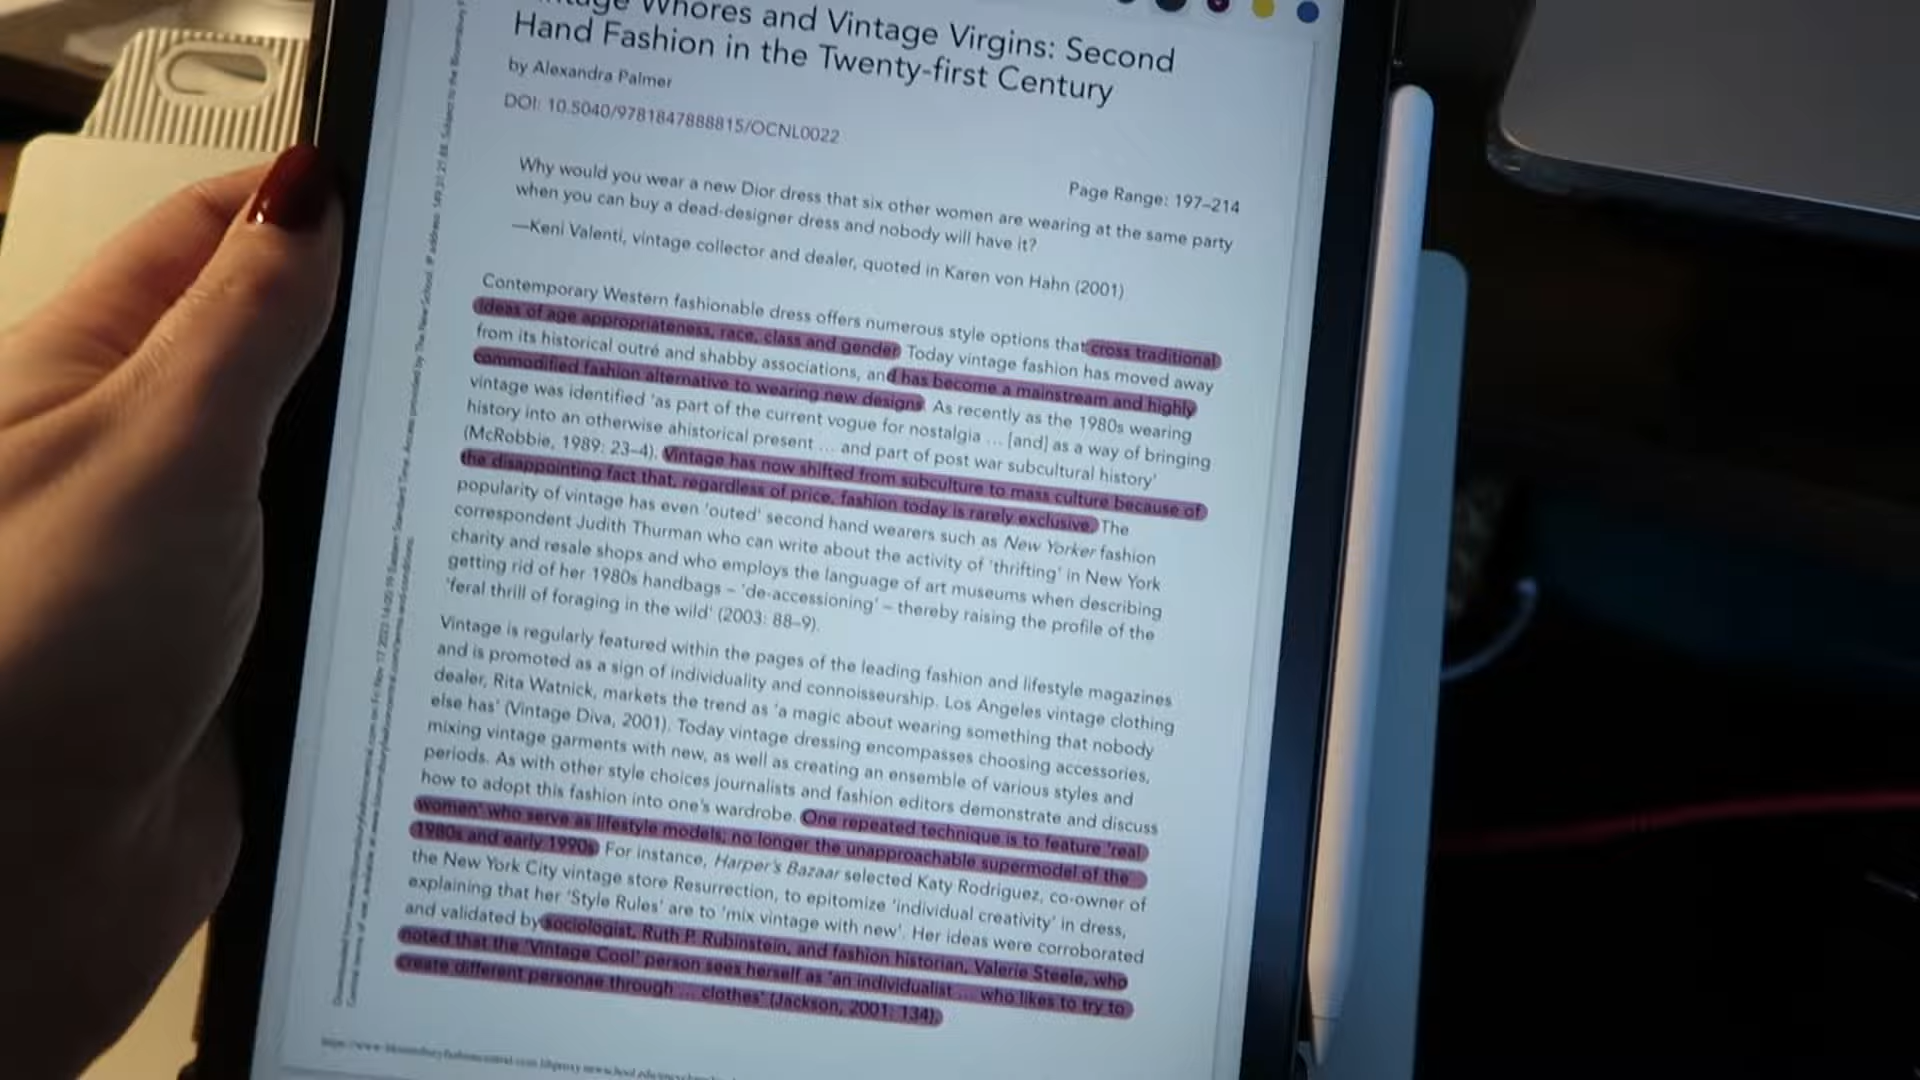 Whores and Vintage Virgins: Second
Hand Fashion in the Twenty-first Century
by Alexandra Palmer
DOI: 10.5040/9781847888815/OCNL0022
Page Range: 197–214
Why would you wear a new Dior dress that six other women are wearing at the same party
when you can buy a dead-designer dress and nobody will have it?
—Keni Valenti, vintage collector and dealer, quoted in Karen von Hahn (2001)
Contemporary Western fashionable dress offers numerous style options that cross traditional
ideas of age appropriateness, race, class and gender. Today vintage fashion has moved away
from its historical outré and shabby associations, and has become a mainstream and highly
commodified fashion alternative to wearing new designs. As recently as the 1980s wearing
vintage was identified 'as part of the current vogue for nostalgia … [and] as a way of bringing
history into an otherwise ahistorical present … and part of post war subcultural history'
(McRobbie, 1989: 23–4). Vintage has now shifted from subculture to mass culture because of
the disappointing fact that, regardless of price, fashion today is rarely exclusive. The
popularity of vintage has even 'outed' second hand wearers such as New Yorker fashion
correspondent Judith Thurman who can write about the activity of 'thrifting' in New York
charity and resale shops and who employs the language of art museums when describing
getting rid of her 1980s handbags – 'de-accessioning' – thereby raising the profile of the
'feral thrill of foraging in the wild' (2003: 88–9).
Vintage is regularly featured within the pages of the leading fashion and lifestyle magazines
and is promoted as a sign of individuality and connoisseurship. Los Angeles vintage clothing
dealer, Rita Watnick, markets the trend as 'a magic about wearing something that nobody
else has' (Vintage Diva, 2001). Today vintage dressing encompasses choosing accessories,
mixing vintage garments with new, as well as creating an ensemble of various styles and
periods. As with other style choices journalists and fashion editors demonstrate and discuss
how to adopt this fashion into one's wardrobe. One repeated technique is to feature 'real
women' who serve as lifestyle models, no longer the unapproachable supermodel of the
1980s and early 1990s. For instance, Harper's Bazaar selected Katy Rodriguez, co-owner of
the New York City vintage store Resurrection, to epitomize 'individual creativity' in dress,
explaining that her 'Style Rules' are to 'mix vintage with new'. Her ideas were corroborated
and validated by sociologist, Ruth P. Rubinstein, and fashion historian, Valerie Steele, who
noted that the 'Vintage Cool' person sees herself as 'an individualist … who likes to try to
create different personae through … clothes' (Jackson, 2001: 134).